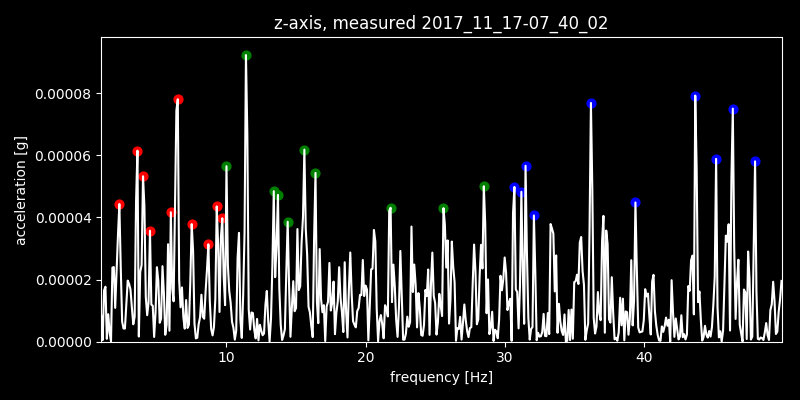 z-axis, measured 2017_11_17-07_40_02
0.00008
0.00006
0.00004
0.00002
0.00000
acceleration [g]
10 20 30 40
frequency [Hz]